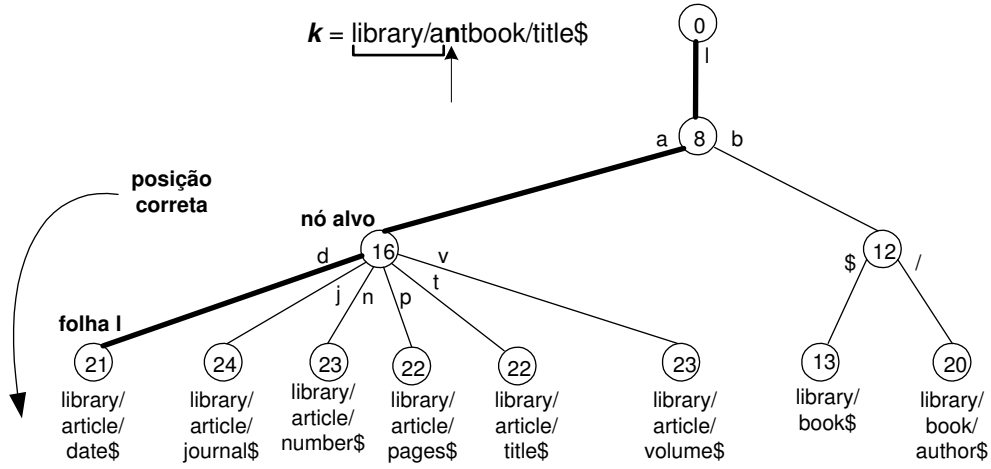 k = library/antbook/title$
0
l
a 8 b
posição
correta
nó alvo
16
12
d
j
n
p
t
v
$
/
folha l
21
24
23
22
22
23
13
20
library/
article/
date$
library/
article/
journal$
library/
article/
number$
library/
article/
pages$
library/
article/
title$
library/
article/
volume$
library/
book$
library/
book/
author$